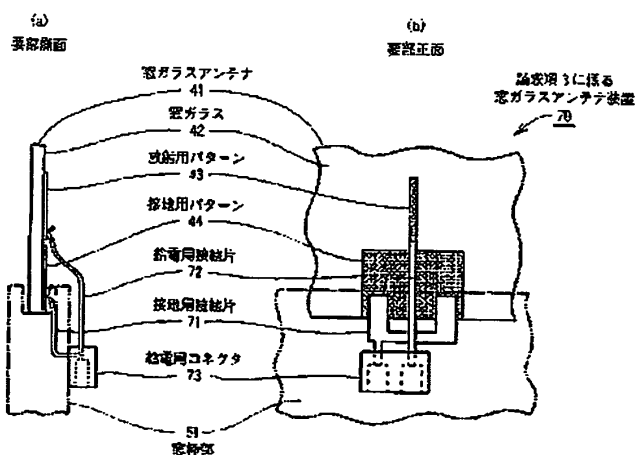 (a)
要部側面
(b)
要部正面
請求項3に係る
窓ガラスアンテナ装置
70
窓ガラスアンテナ
41
窓ガラス
42
放射用パターン
43
接地用パターン
44
給電用接続片
72
接地用接続片
71
給電用コネクタ
73
51
窓枠部